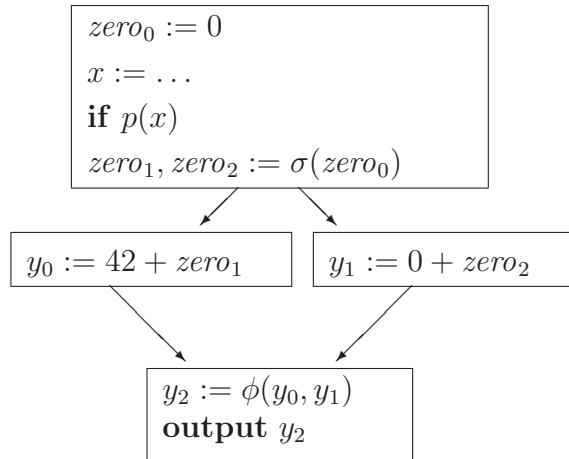 zero₀ := 0
x := . . .
if p(x)
zero₁, zero₂ := σ(zero₀)
y₀ := 42 + zero₁
y₁ := 0 + zero₂
y₂ := ϕ(y₀, y₁)
output y₂